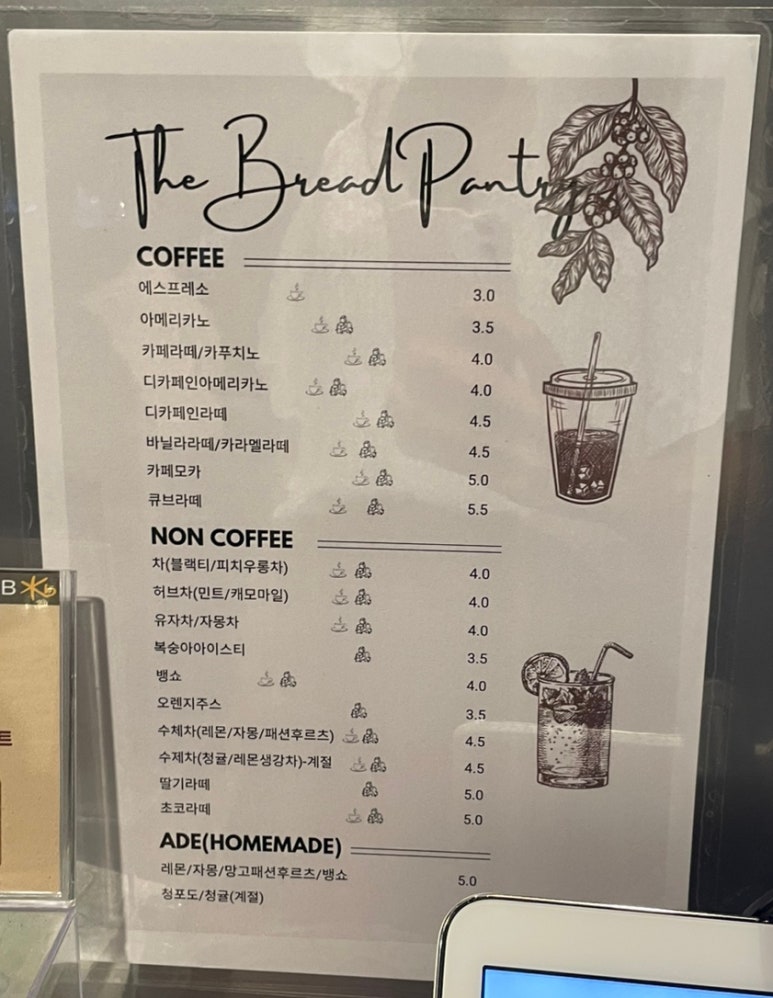 The Bread Pantry
COFFEE
에스프레소 3.0
아메리카노 3.5
카페라떼/카푸치노 4.0
디카페인아메리카노 4.0
디카페인라떼 4.5
바닐라라떼/카라멜라떼 4.5
카페모카 5.0
큐브라떼 5.5
NON COFFEE
차(블랙티/피치우롱차) 4.0
허브차(민트/캐모마일) 4.0
유자차/자몽차 4.0
복숭아아이스티 3.5
뱅쇼 4.0
오렌지주스 3.5
수체차(레몬/자몽/패션후르츠) 4.5
수제차(청귤/레몬생강차)-계절 4.5
딸기라떼 5.0
초코라떼 5.0
ADE(HOMEMADE)
레몬/자몽/망고패션후르츠/뱅쇼 5.0
청포도/청귤(계절)
B
트